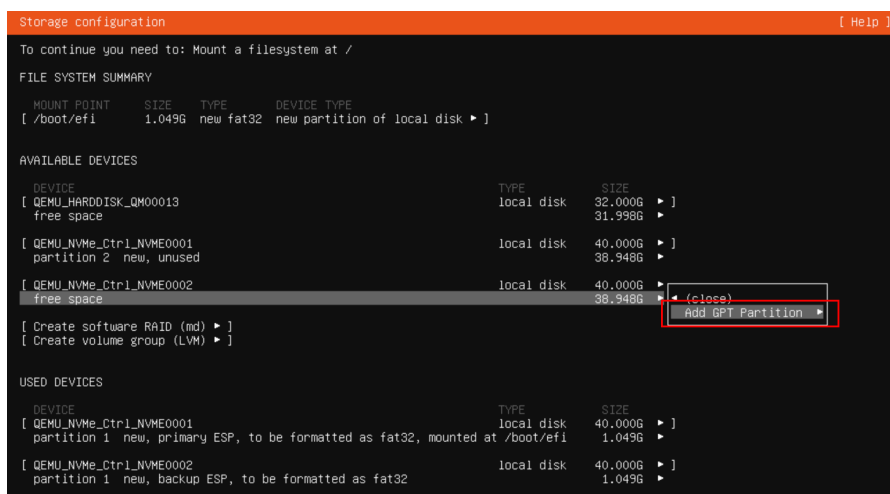 Storage configuration [ Help ]
To continue you need to: Mount a filesystem at /
FILE SYSTEM SUMMARY
MOUNT POINT SIZE TYPE DEVICE TYPE
[ /boot/efi 1.049G new fat32 new partition of local disk ▸ ]
AVAILABLE DEVICES
DEVICE TYPE SIZE
[ QEMU_HARDDISK_QM00013 local disk 32.000G ▸ ]
free space 31.998G ▸
[ QEMU_NVMe_Ctrl_NVME0001 local disk 40.000G ▸ ]
partition 2 new, unused 38.948G ▸
[ QEMU_NVMe_Ctrl_NVME0002 local disk 40.000G ▸
free space 38.948G ▸ ◂ (close)
Add GPT Partition ▸
[ Create software RAID (md) ▸ ]
[ Create volume group (LVM) ▸ ]
USED DEVICES
DEVICE TYPE SIZE
[ QEMU_NVMe_Ctrl_NVME0001 local disk 40.000G ▸ ]
partition 1 new, primary ESP, to be formatted as fat32, mounted at /boot/efi 1.049G ▸
[ QEMU_NVMe_Ctrl_NVME0002 local disk 40.000G ▸ ]
partition 1 new, backup ESP, to be formatted as fat32 1.049G ▸